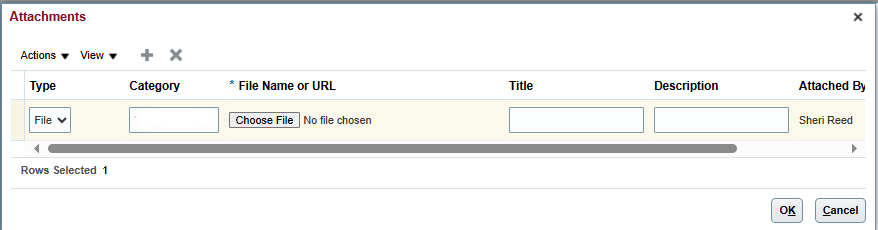 Attachments
Actions View
Type Category * File Name or URL Title Description Attached By
File Choose File No file chosen Sheri Reed
Rows Selected 1
OK Cancel